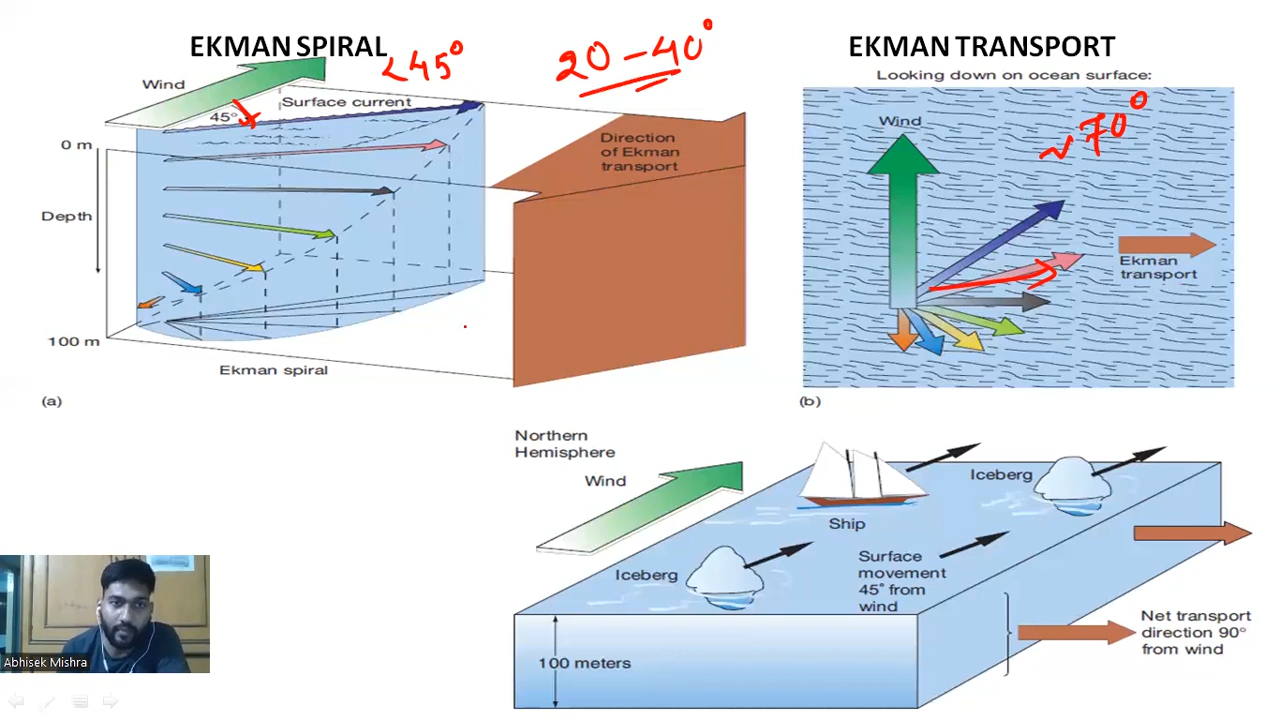 EKMAN SPIRAL
<45°
20-40°
EKMAN TRANSPORT
Looking down on ocean surface:
Wind
Surface current
45°
0 m
Depth
100 m
Ekman spiral
(a)
Direction
of Ekman
transport
Wind
~70°
Ekman
transport
(b)
Northern
Hemisphere
Wind
Ship
Iceberg
Iceberg
Surface
movement
45° from
wind
100 meters
Net transport
direction 90°
from wind
Abhisek Mishra